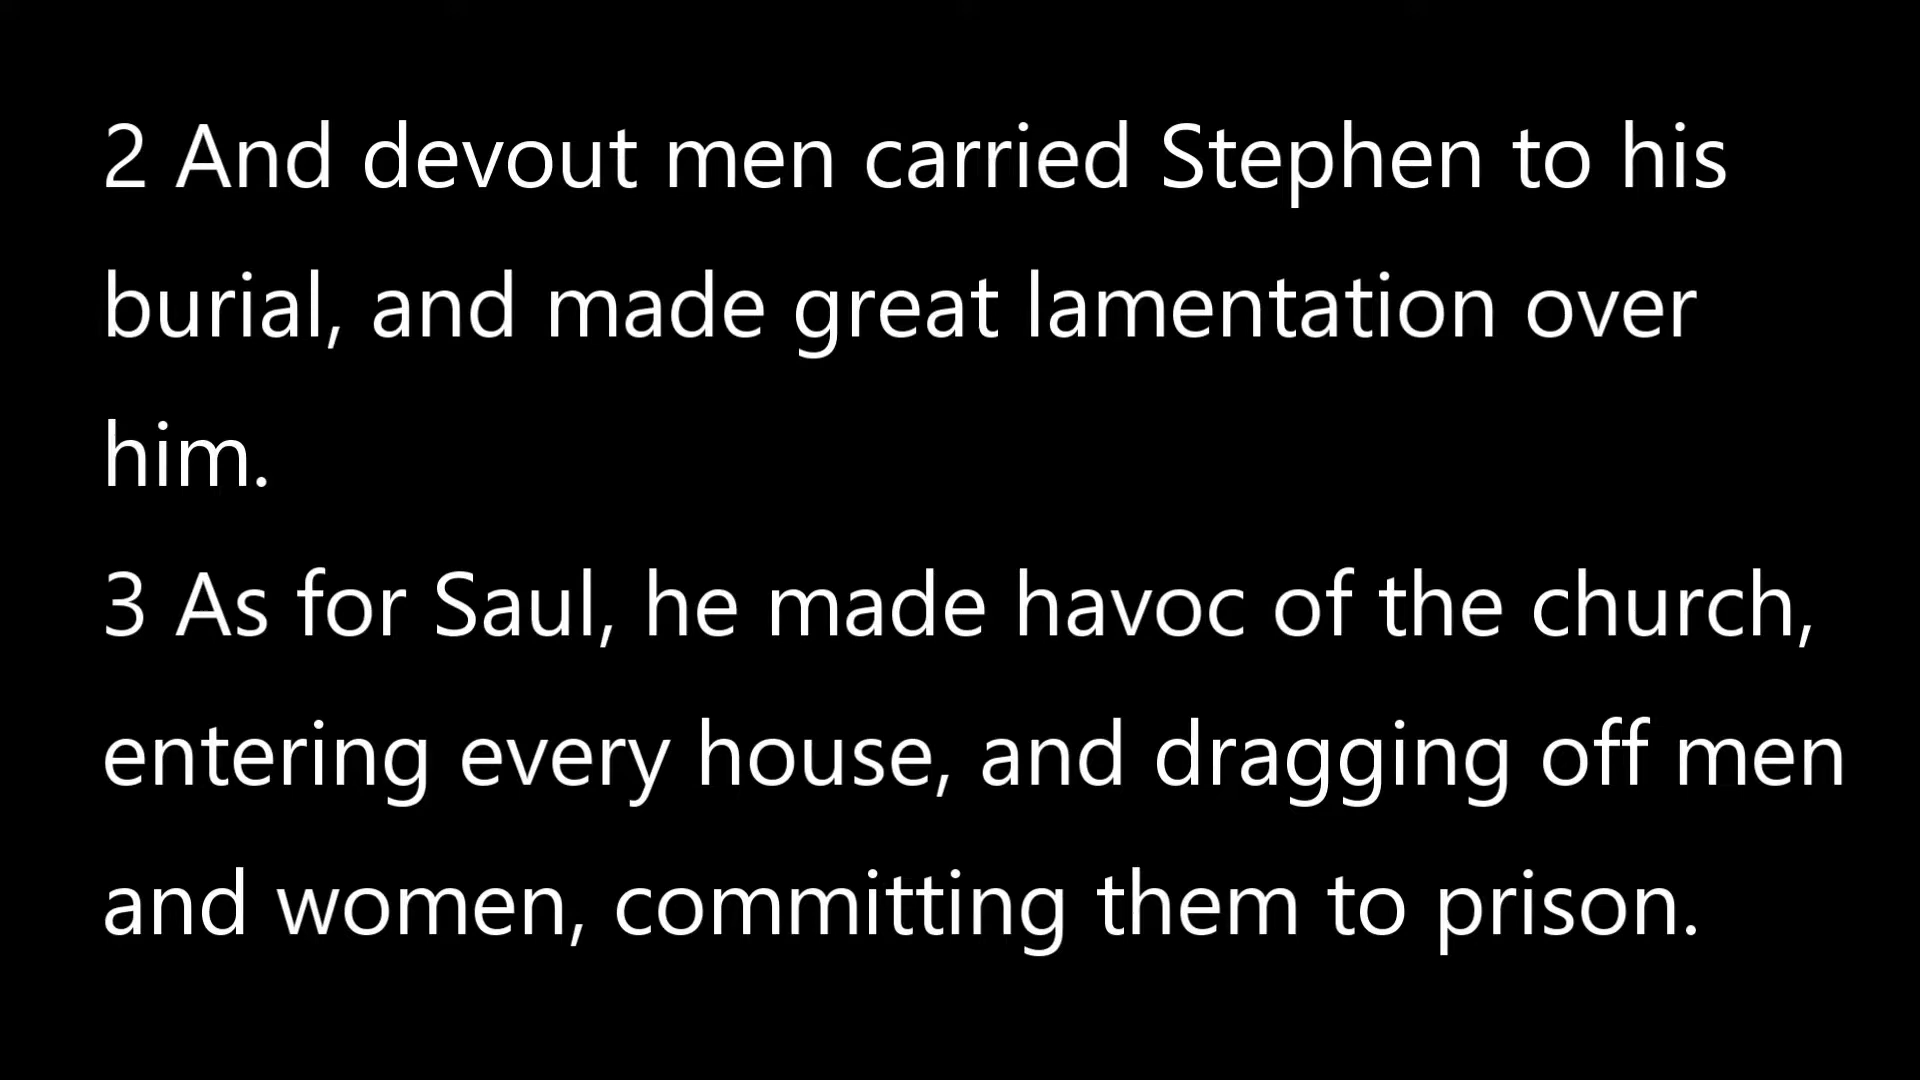 2 And devout men carried Stephen to his
burial, and made great lamentation over
him.
3 As for Saul, he made havoc of the church,
entering every house, and dragging off men
and women, committing them to prison.